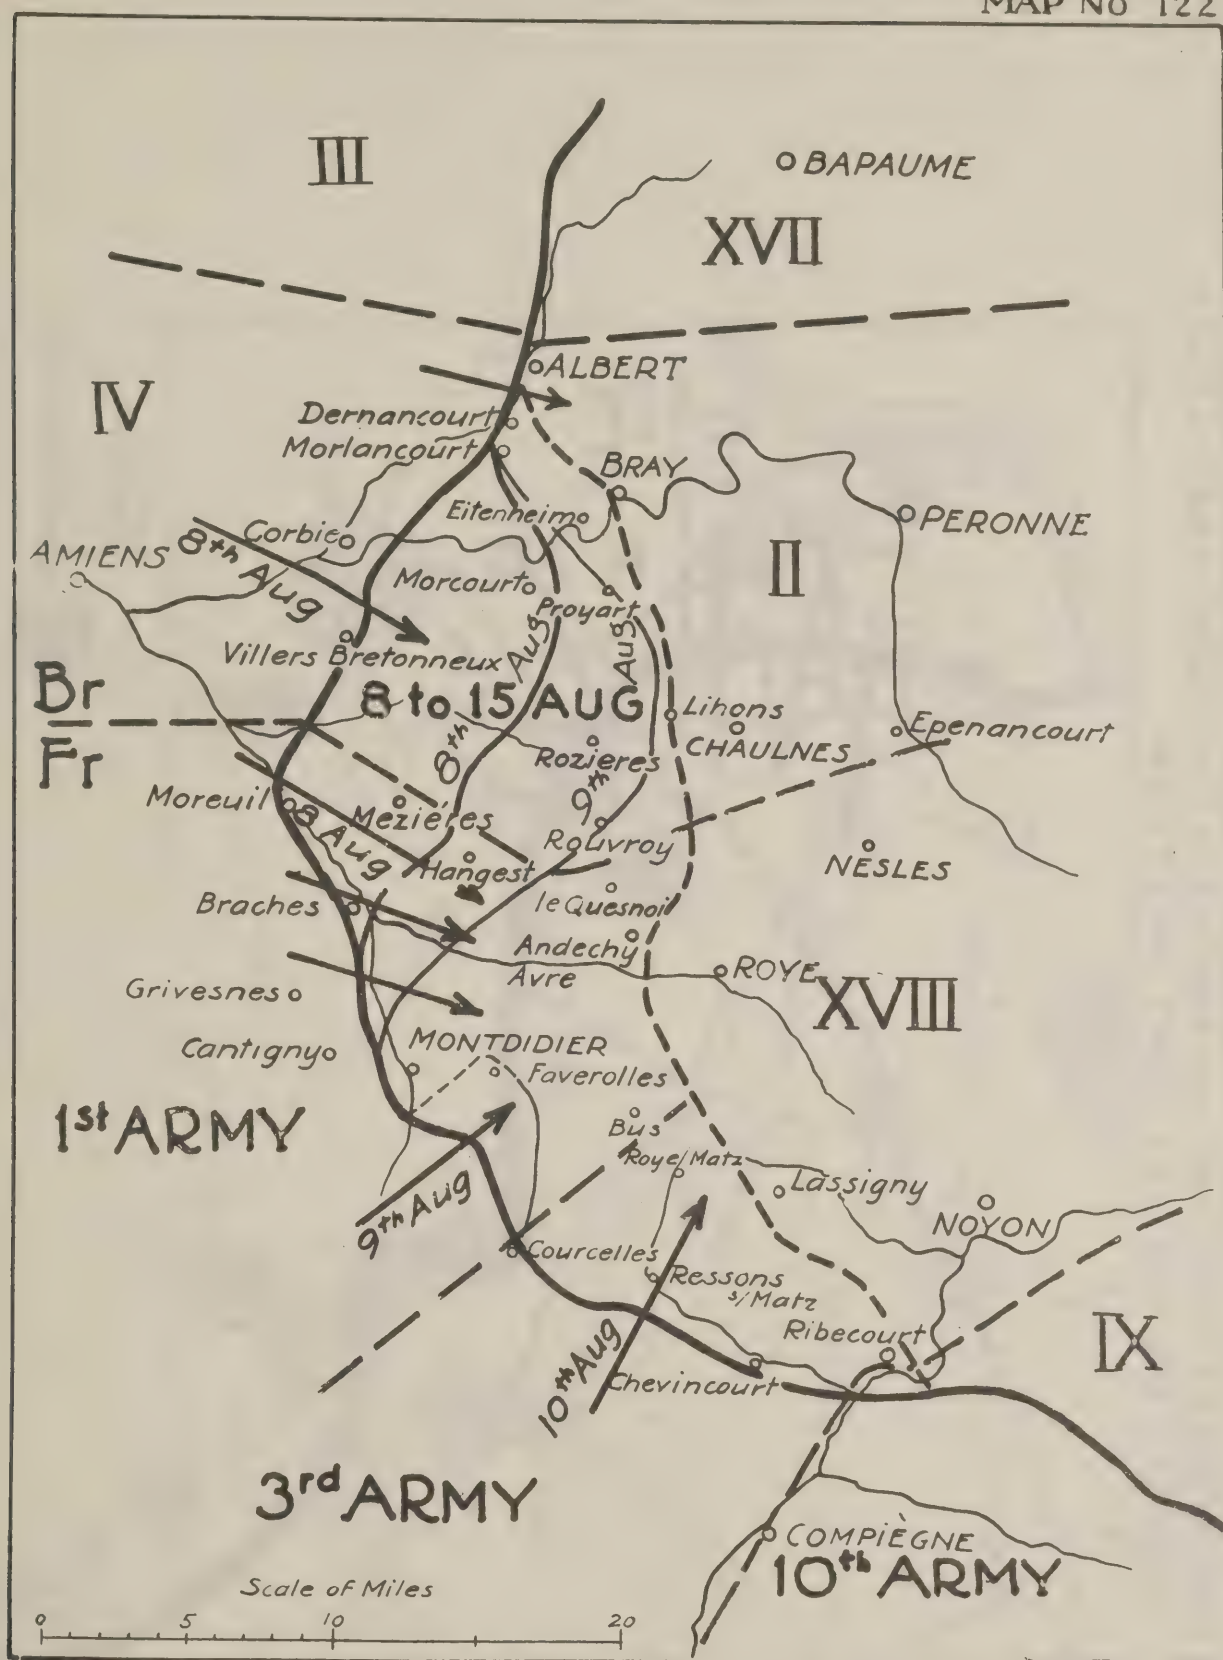 MAP No 122
III
BAPAUME
XVII
ALBERT
IV
Dernancourt
Morlancourt
BRAY
Eitenheim
PERONNE
Corbie
AMIENS
8th Aug
II
Morcourt
Proyart
Villers Bretonneux
Aug
Aug
Br
8 to 15 AUG
Lihons
Epenancourt
CHAULNES
Fr
8th
Rozieres
9th
Moreuil
Mezières
8 Aug
Rouvroy
Hangest
NESLES
Braches
le Quesnoi
Andechy
Avre
ROYE
Grivesnes
XVIII
Cantigny
MONTDIDIER
Faverolles
1st ARMY
Bus
Roye/Matz
Lassigny
9th Aug
NOYON
Courcelles
Ressons
s/Matz
Ribecourt
IX
10th Aug
Chevincourt
3rd ARMY
COMPIÈGNE
10th ARMY
Scale of Miles
0 5 10 20